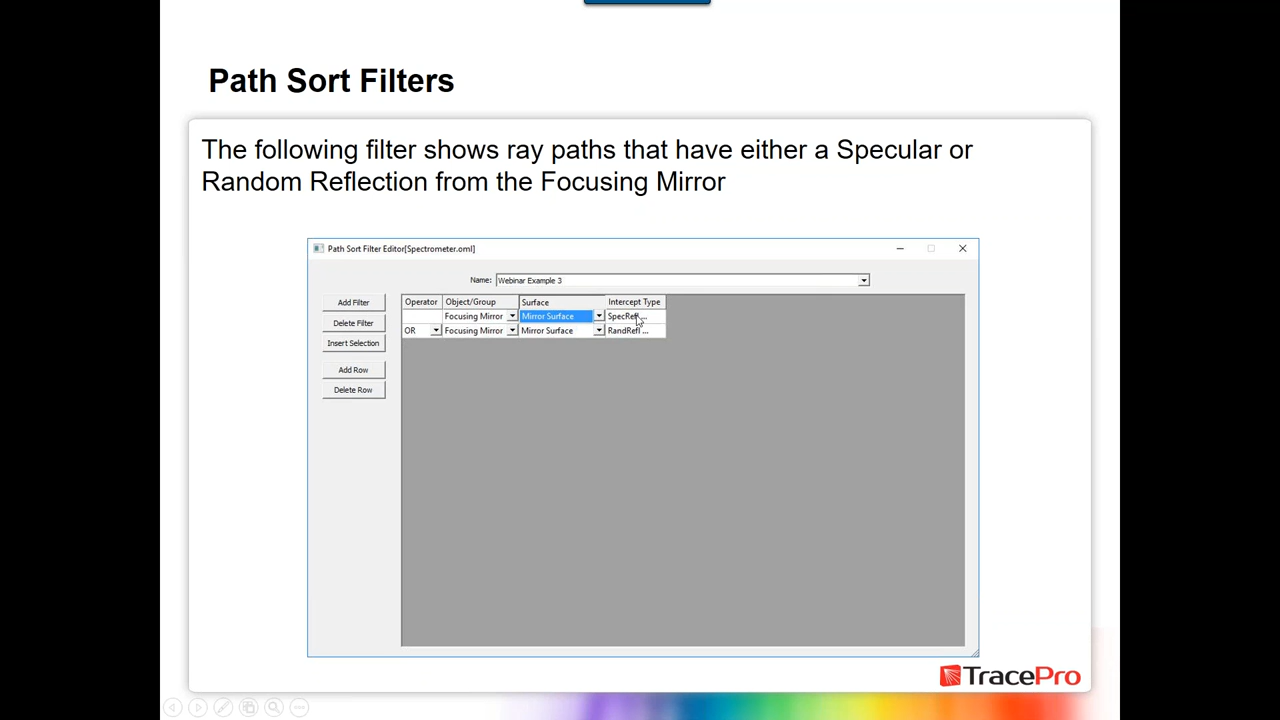 Path Sort Filters
The following filter shows ray paths that have either a Specular or
Random Reflection from the Focusing Mirror
Path Sort Filter Editor[Spectrometer.oml]
Name: Webinar Example 3
Add Filter
Delete Filter
Insert Selection
Add Row
Delete Row
Operator Object/Group Surface Intercept Type
Focusing Mirror Mirror Surface SpecRefl ...
OR Focusing Mirror Mirror Surface RandRefl ...
TracePro